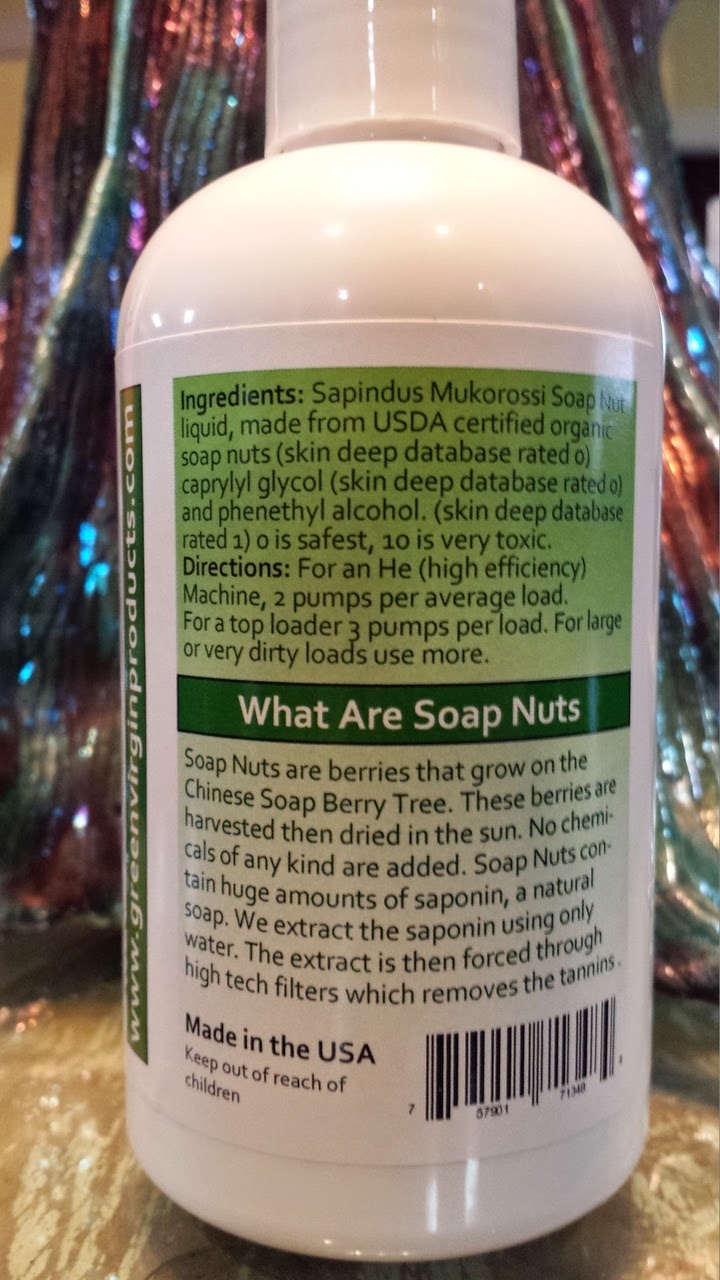 www.greenvirginproducts.com
Ingredients: Sapindus Mukorossi Soap Nut
liquid, made from USDA certified organic
soap nuts (skin deep database rated 0)
caprylyl glycol (skin deep database rated 0)
and phenethyl alcohol. (skin deep database
rated 1) 0 is safest, 10 is very toxic.
Directions: For an He (high efficiency)
Machine, 2 pumps per average load.
For a top loader 3 pumps per load. For large
or very dirty loads use more.
What Are Soap Nuts
Soap Nuts are berries that grow on the
Chinese Soap Berry Tree. These berries are
harvested then dried in the sun. No chemi-
cals of any kind are added. Soap Nuts con-
tain huge amounts of saponin, a natural
soap. We extract the saponin using only
water. The extract is then forced through
high tech filters which removes the tannins.
Made in the USA
Keep out of reach of
children
7 57901 71348